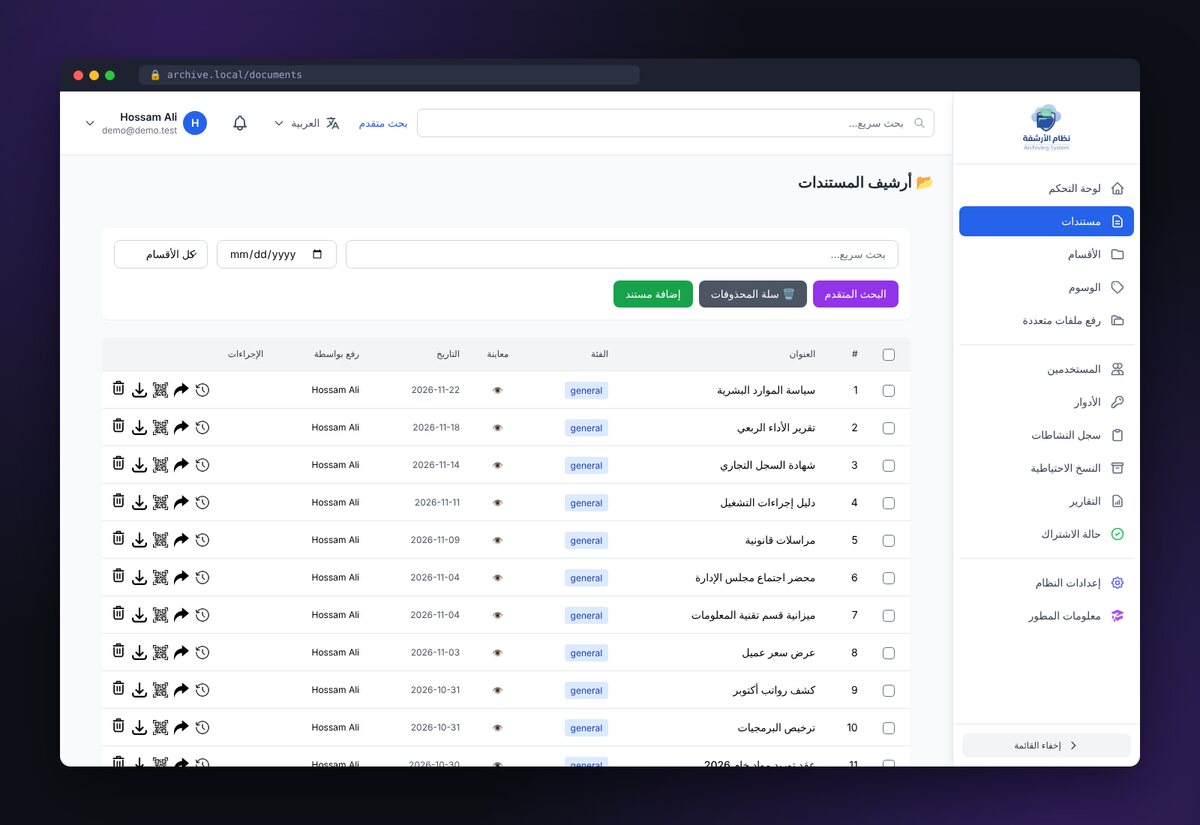 archive.local/documents
نظام الأرشفة
Archiving System
لوحة التحكم
مستندات
الأقسام
الوسوم
رفع ملفات متعددة
المستخدمين
الأدوار
سجل النشاطات
النسخ الاحتياطية
التقارير
حالة الاشتراك
إعدادات النظام
معلومات المطور
إخفاء القائمة
بحث سريع... بحث متقدم العربية H Hossam Ali
demo@demo.test
أرشيف المستندات
بحث سريع... mm/dd/yyyy كل الأقسام
البحث المتقدم سلة المحذوفات إضافة مستند
# العنوان الفئة معاينة التاريخ رفع بواسطة الإجراءات
1 سياسة الموارد البشرية general 2026-11-22 Hossam Ali
2 تقرير الأداء الربعي general 2026-11-18 Hossam Ali
3 شهادة السجل التجاري general 2026-11-14 Hossam Ali
4 دليل إجراءات التشغيل general 2026-11-11 Hossam Ali
5 مراسلات قانونية general 2026-11-09 Hossam Ali
6 محضر اجتماع مجلس الإدارة general 2026-11-04 Hossam Ali
7 ميزانية قسم تقنية المعلومات general 2026-11-04 Hossam Ali
8 عرض سعر عميل general 2026-11-03 Hossam Ali
9 كشف رواتب أكتوبر general 2026-10-31 Hossam Ali
10 ترخيص البرمجيات general 2026-10-31 Hossam Ali
11 عقد توريد مواد خام 2026 general 2026-10-30 Hossam Ali